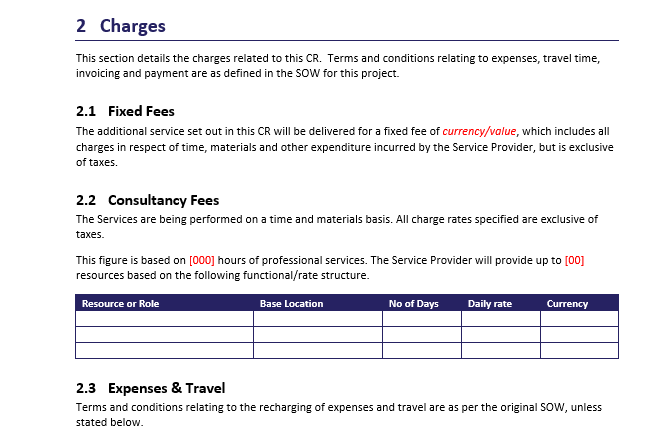 2 Charges
This section details the charges related to this CR. Terms and conditions relating to expenses, travel time,
invoicing and payment are as defined in the SOW for this project.
2.1 Fixed Fees
The additional service set out in this CR will be delivered for a fixed fee of currency/value, which includes all
charges in respect of time, materials and other expenditure incurred by the Service Provider, but is exclusive
of taxes.
2.2 Consultancy Fees
The Services are being performed on a time and materials basis. All charge rates specified are exclusive of
taxes.
This figure is based on [000] hours of professional services. The Service Provider will provide up to [00]
resources based on the following functional/rate structure.
Resource or Role Base Location No of Days Daily rate Currency
2.3 Expenses & Travel
Terms and conditions relating to the recharging of expenses and travel are as per the original SOW, unless
stated below.